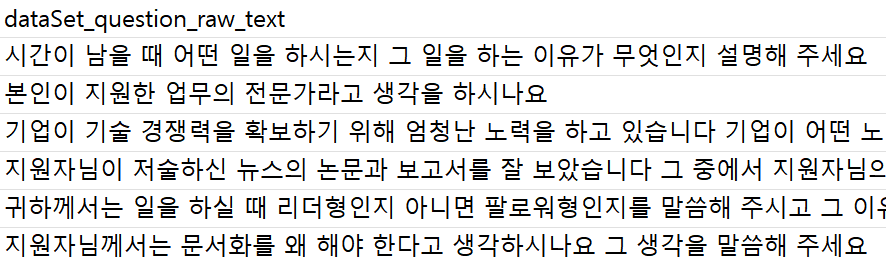 dataSet_question_raw_text
시간이 남을 때 어떤 일을 하시는지 그 일을 하는 이유가 무엇인지 설명해 주세요
본인이 지원한 업무의 전문가라고 생각을 하시나요
기업이 기술 경쟁력을 확보하기 위해 엄청난 노력을 하고 있습니다 기업이 어떤 노
지원자님이 저술하신 뉴스의 논문과 보고서를 잘 보았습니다 그 중에서 지원자님의
귀하께서는 일을 하실 때 리더형인지 아니면 팔로워형인지를 말씀해 주시고 그 이유
지원자님께서는 문서화를 왜 해야 한다고 생각하시나요 그 생각을 말씀해 주세요